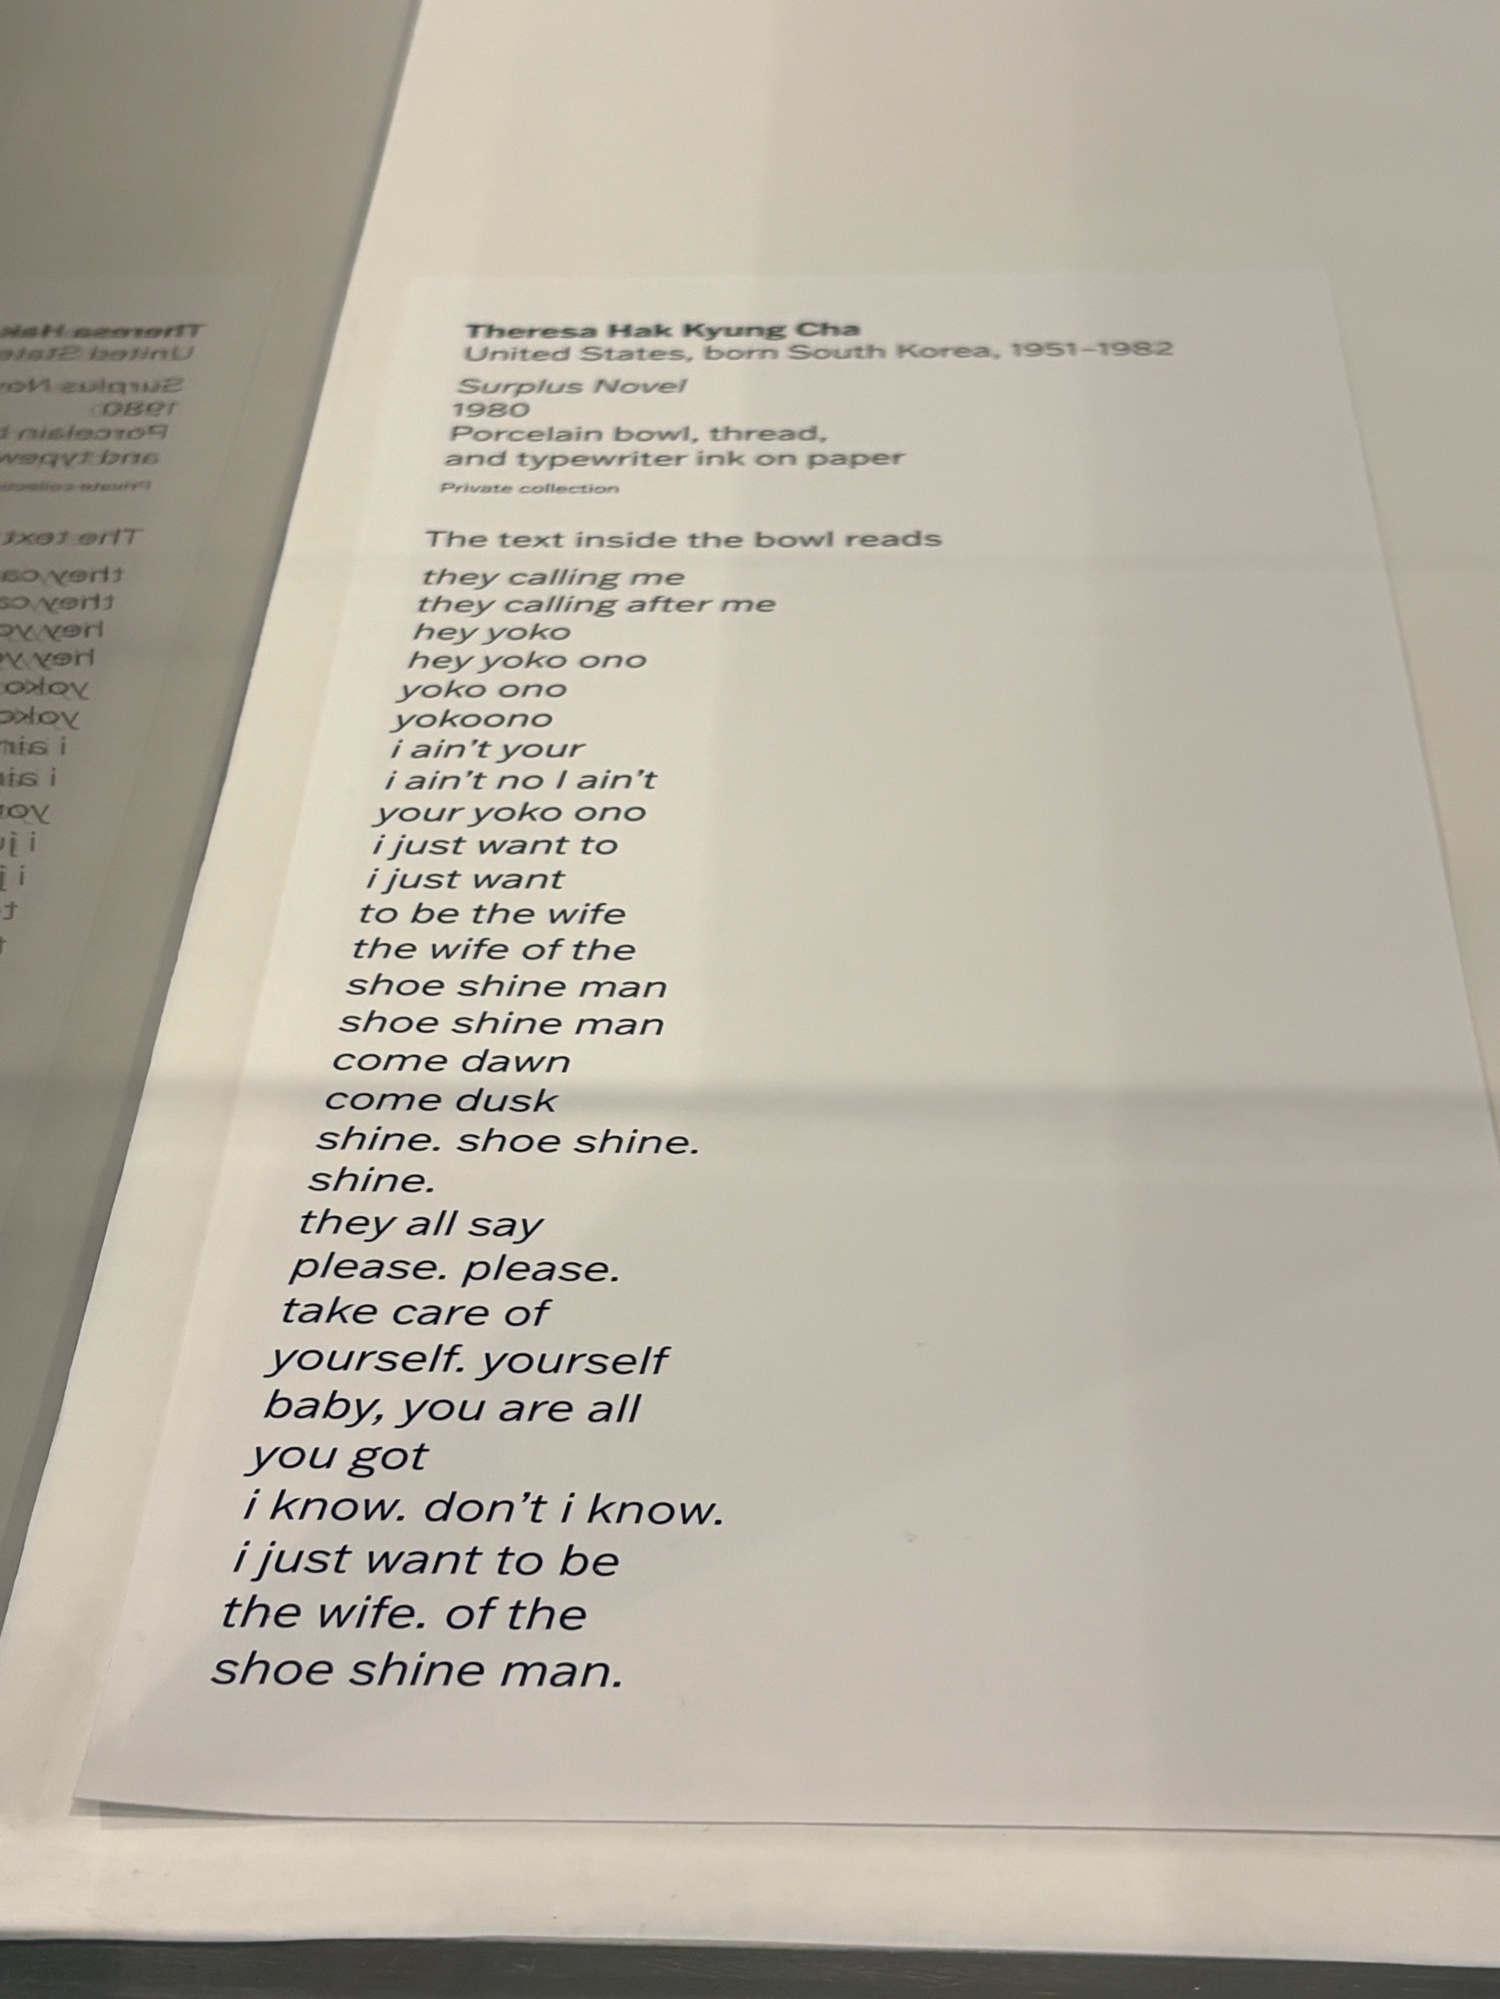 Theresa Hak Kyung Cha
United States, born South Korea, 1951–1982
Surplus Novel
1980
Porcelain bowl, thread,
and typewriter ink on paper
Private collection
The text inside the bowl reads
they calling me
they calling after me
hey yoko
hey yoko ono
yoko ono
yokoono
i ain't your
i ain't no I ain't
your yoko ono
i just want to
i just want
to be the wife
the wife of the
shoe shine man
shoe shine man
come dawn
come dusk
shine. shoe shine.
shine.
they all say
please. please.
take care of
yourself. yourself
baby, you are all
you got
i know. don't i know.
i just want to be
the wife. of the
shoe shine man.